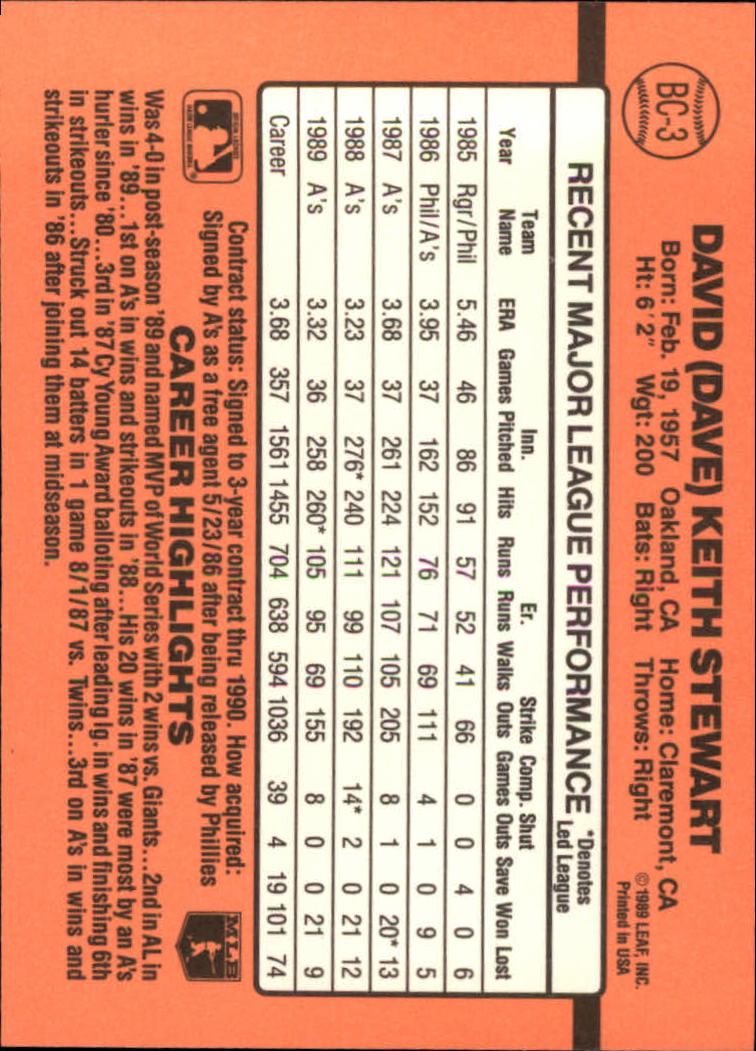 BC-3
DAVID (DAVE) KEITH STEWART
Born: Feb. 19, 1957 Oakland, CA Home: Claremont, CA
Ht: 6' 2" Wgt: 200 Bats: Right Throws: Right
© 1989 LEAF, INC.
Printed in USA
RECENT MAJOR LEAGUE PERFORMANCE *Denotes Led League
Year Team Name ERA Games Inn. Pitched Hits Runs Er. Runs Walks Strike Outs Comp. Games Shut Outs Save Won Lost
1985 Rgr/Phil 5.46 46 86 91 57 52 41 66 0 0 4 0 6
1986 Phil/A's 3.95 37 162 152 76 71 69 111 4 1 0 9 5
1987 A's 3.68 37 261 224 121 107 105 205 8 1 0 20* 13
1988 A's 3.23 37 276* 240 111 99 110 192 14* 2 0 21 12
1989 A's 3.32 36 258 260* 105 95 69 155 8 0 0 21 9
Career 3.68 357 1561 1455 704 638 594 1036 39 4 19 101 74
Contract status: Signed to 3-year contract thru 1990. How acquired:
Signed by A's as a free agent 5/23/86 after being released by Phillies
MLB
CAREER HIGHLIGHTS
Was 4-0 in post-season '89 and named MVP of World Series with 2 wins vs. Giants...2nd in AL in
wins in '89...1st on A's in wins and strikeouts in '88...His 20 wins in '87 were most by an A's
hurler since '80...3rd in '87 Cy Young Award balloting after leading lg. in wins and finishing 6th
in strikeouts...Struck out 14 batters in 1 game 8/1/87 vs. Twins...3rd on A's in wins and
strikeouts in '86 after joining them at midseason.